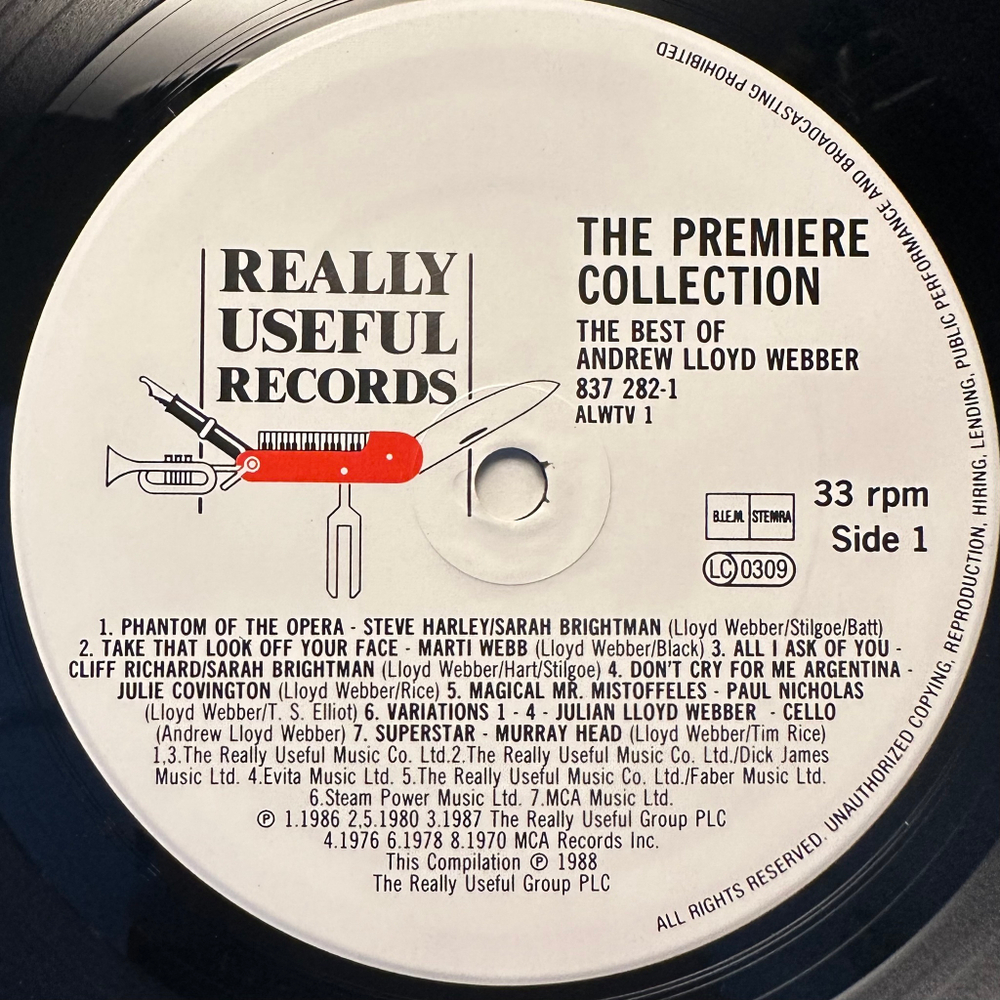 REALLY
USEFUL
RECORDS
THE PREMIERE
COLLECTION
THE BEST OF
ANDREW LLOYD WEBBER
837 282-1
ALWTV 1
B.I.E.M. STEMRA
LC 0309
33 rpm
Side 1
1. PHANTOM OF THE OPERA - STEVE HARLEY/SARAH BRIGHTMAN (Lloyd Webber/Stilgoe/Batt)
2. TAKE THAT LOOK OFF YOUR FACE - MARTI WEBB (Lloyd Webber/Black) 3. ALL I ASK OF YOU -
CLIFF RICHARD/SARAH BRIGHTMAN (Lloyd Webber/Hart/Stilgoe) 4. DON'T CRY FOR ME ARGENTINA -
JULIE COVINGTON (Lloyd Webber/Rice) 5. MAGICAL MR. MISTOFFELES - PAUL NICHOLAS
(Lloyd Webber/T. S. Elliot) 6. VARIATIONS 1 - 4 - JULIAN LLOYD WEBBER - CELLO
(Andrew Lloyd Webber) 7. SUPERSTAR - MURRAY HEAD (Lloyd Webber/Tim Rice)
1,3.The Really Useful Music Co. Ltd.2.The Really Useful Music Co. Ltd./Dick James
Music Ltd. 4.Evita Music Ltd. 5.The Really Useful Music Co. Ltd./Faber Music Ltd.
6.Steam Power Music Ltd. 7.MCA Music Ltd.
℗ 1.1986 2,5.1980 3.1987 The Really Useful Group PLC
4.1976 6.1978 8.1970 MCA Records Inc.
This Compilation ℗ 1988
The Really Useful Group PLC
ALL RIGHTS RESERVED. UNAUTHORIZED COPYING, REPRODUCTION, HIRING, LENDING, PUBLIC PERFORMANCE AND BROADCASTING PROHIBITED